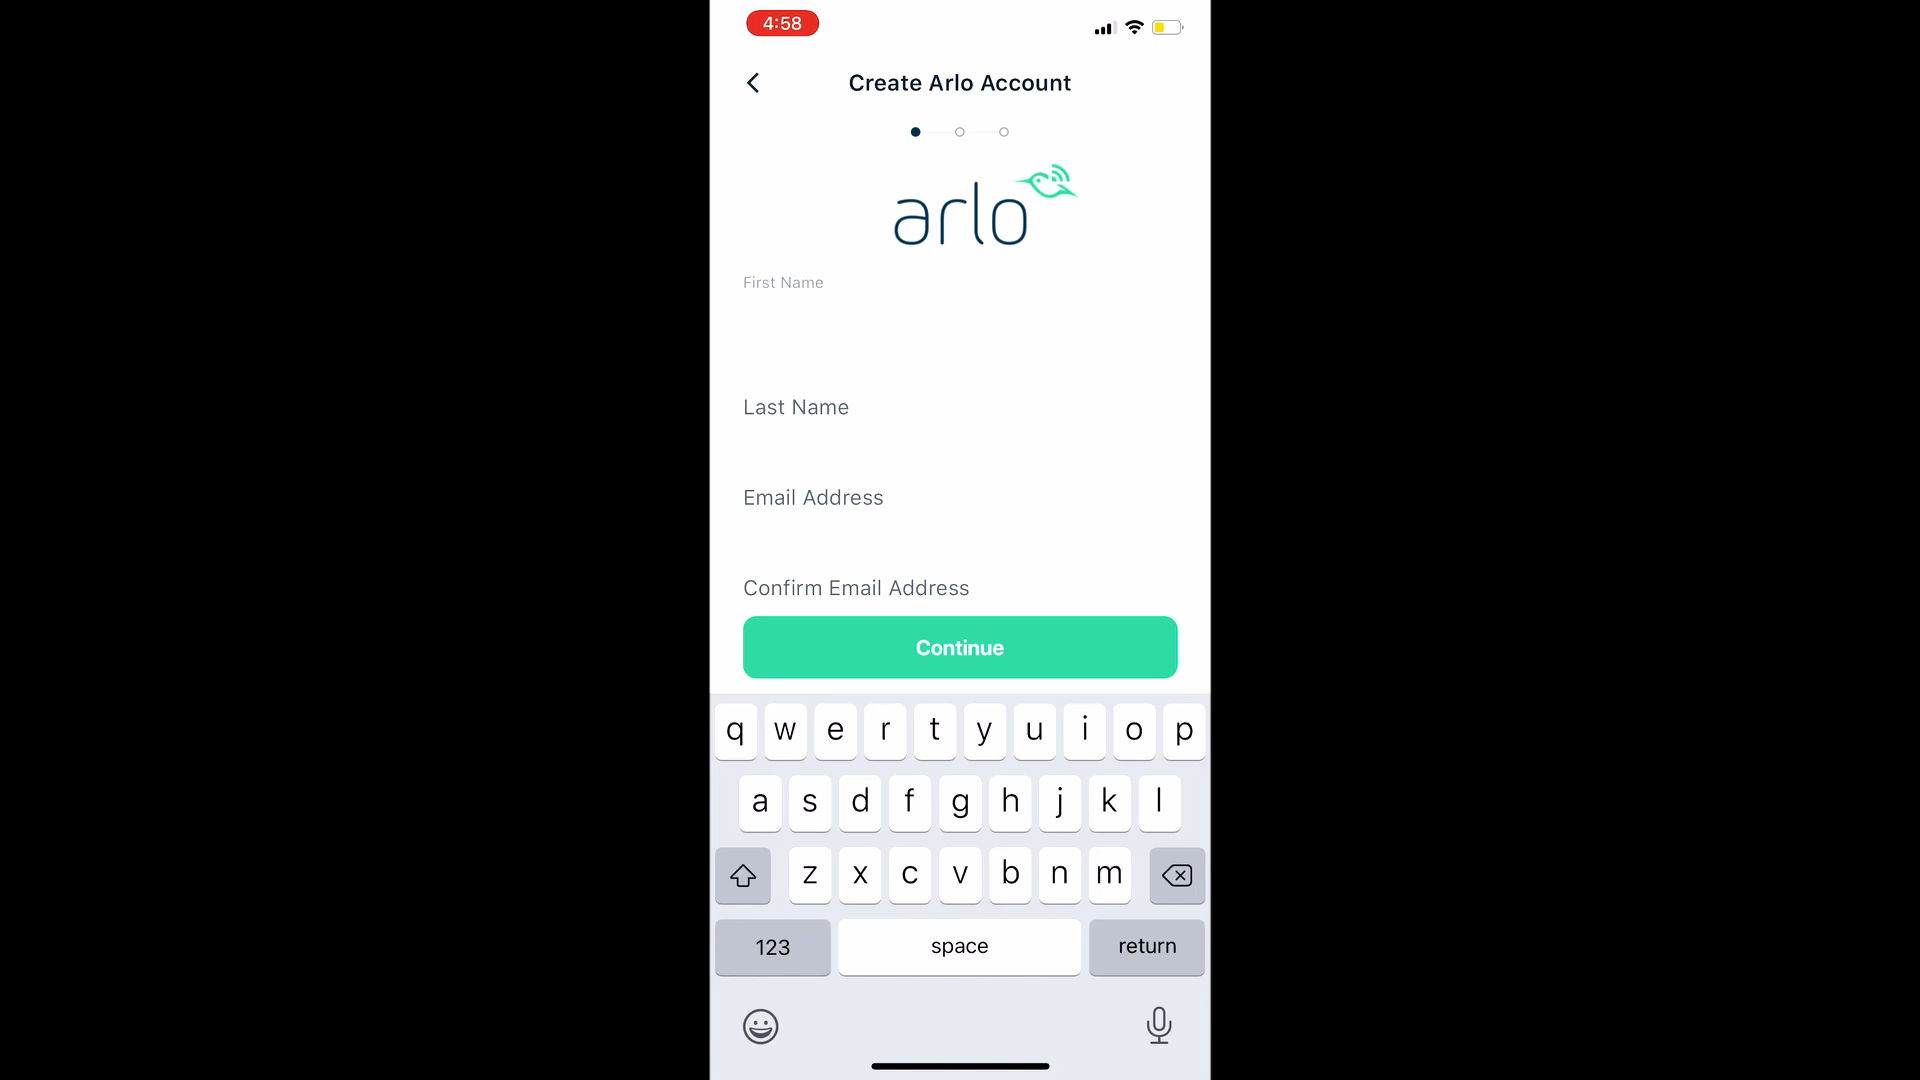 4:58
Create Arlo Account
arlo
First Name
Last Name
Email Address
Confirm Email Address
Continue
q w e r t y u i o p
a s d f g h j k l
z x c v b n m
123 space return